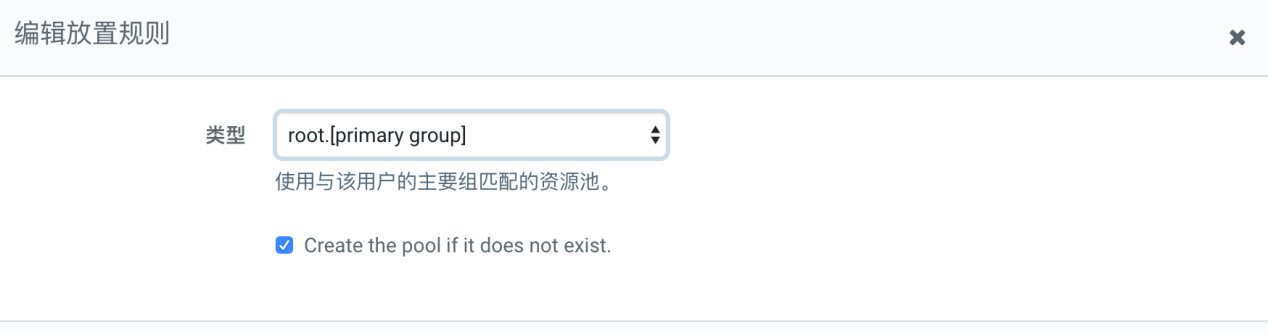 编辑放置规则
类型
root.[primary group]
使用与该用户的主要组匹配的资源池。
Create the pool if it does not exist.